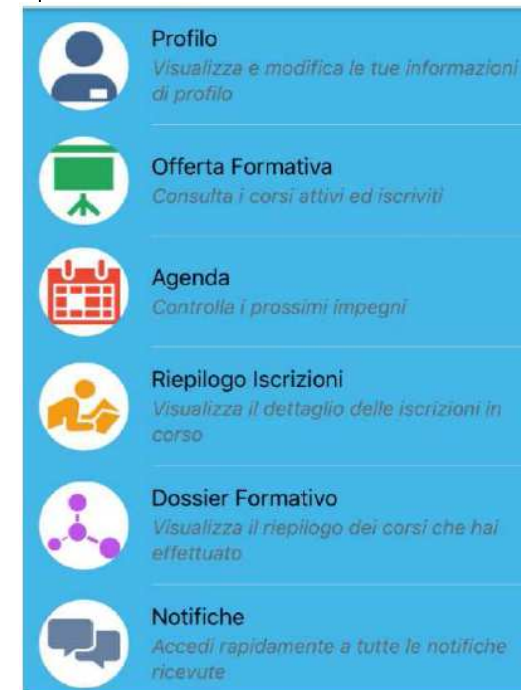 Profilo
Visualizza e modifica le tue informazioni
di profilo
Offerta Formativa
Consulta i corsi attivi ed iscriviti
Agenda
Controlla i prossimi impegni
Riepilogo Iscrizioni
Visualizza il dettaglio delle iscrizioni in
corso
Dossier Formativo
Visualizza il riepilogo dei corsi che hai
effettuato
Notifiche
Accedi rapidamente a tutte le notifiche
ricevute